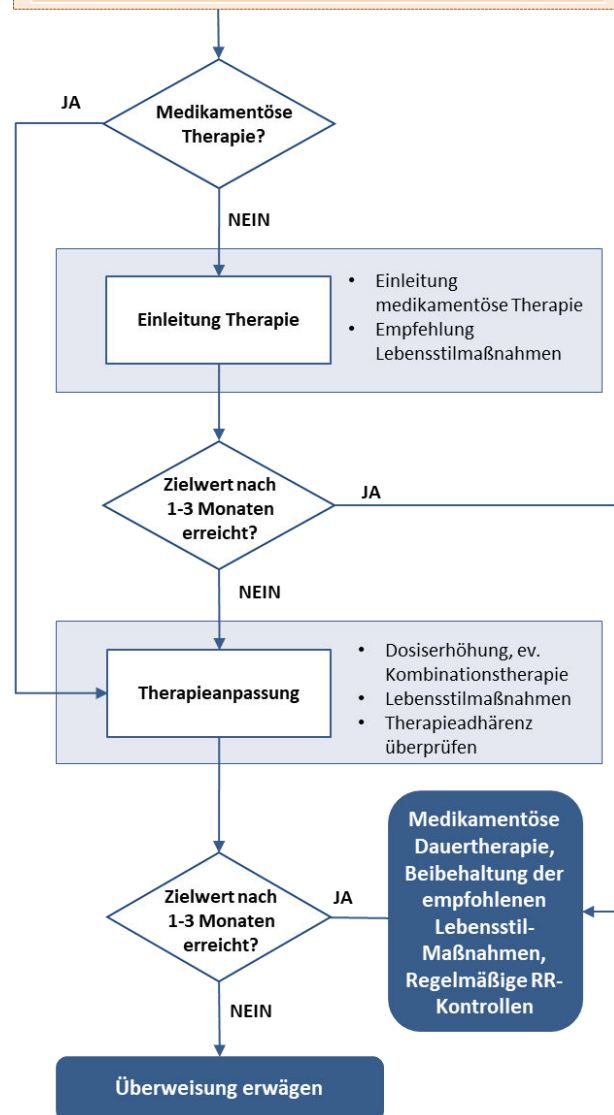 JA
Medikamentöse
Therapie?
NEIN
Einleitung Therapie
• Einleitung
medikamentöse Therapie
• Empfehlung
Lebensstilmaßnahmen
Zielwert nach
1-3 Monaten
erreicht?
JA
NEIN
Therapieanpassung
• Dosiserhöhung, ev.
Kombinationstherapie
• Lebensstilmaßnahmen
• Therapieadhärenz
überprüfen
Zielwert nach
1-3 Monaten
erreicht?
JA
Medikamentöse
Dauertherapie,
Beibehaltung der
empfohlenen
Lebensstil-
Maßnahmen,
Regelmäßige RR-
Kontrollen
NEIN
Überweisung erwägen